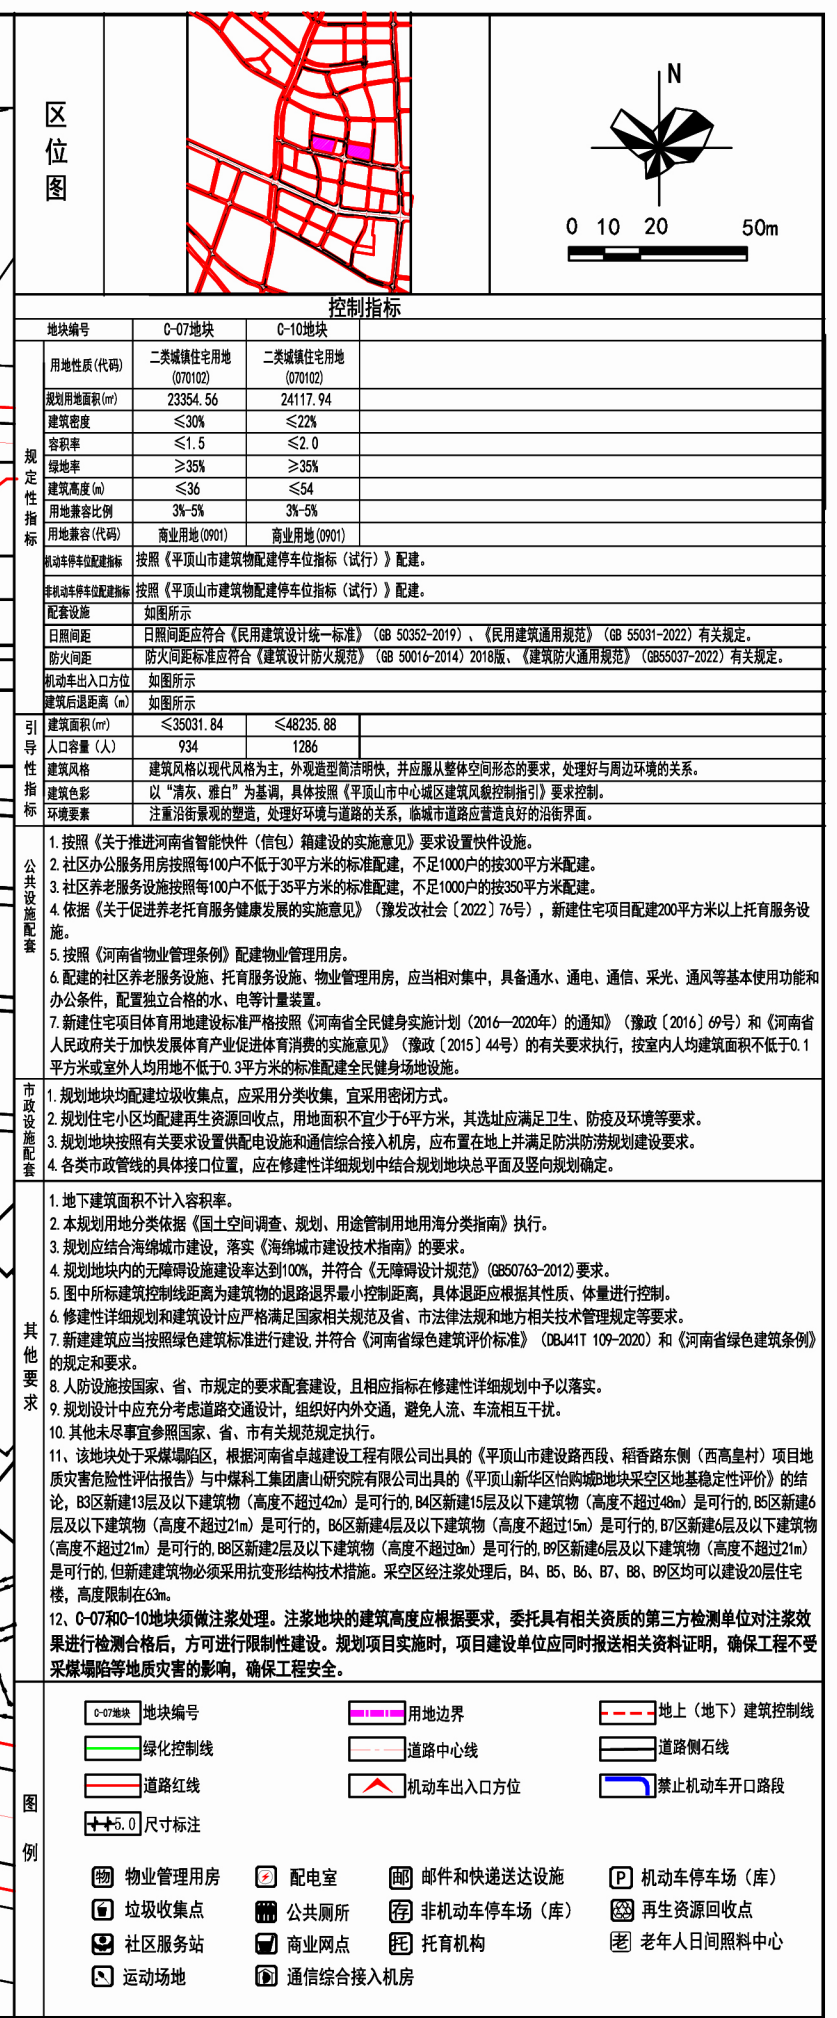 区
位
图
N
0 10 20 50m
控制指标
地块编号 C-07地块 C-10地块
规定性指标
用地性质(代码) 二类城镇住宅用地(070102) 二类城镇住宅用地(070102)
规划用地面积(㎡) 23354.56 24117.94
建筑密度 ≤30% ≤22%
容积率 ≤1.5 ≤2.0
绿地率 ≥35% ≥35%
建筑高度(m) ≤36 ≤54
用地兼容比例 3%-5% 3%-5%
用地兼容(代码) 商业用地(0901) 商业用地(0901)
机动车停车位配建指标 按照《平顶山市建筑物配建停车位指标（试行）》配建。
非机动车停车位配建指标 按照《平顶山市建筑物配建停车位指标（试行）》配建。
配套设施 如图所示
日照间距 日照间距应符合《民用建筑设计统一标准》（GB 50352-2019）、《民用建筑通用规范》（GB 55031-2022）有关规定。
防火间距 防火间距标准应符合《建筑设计防火规范》（GB 50016-2014）2018版、《建筑防火通用规范》（GB55037-2022）有关规定。
机动车出入口方位 如图所示
建筑后退距离（m） 如图所示
引导性指标
建筑面积(㎡) ≤35031.84 ≤48235.88
人口容量（人） 934 1286
建筑风格 建筑风格以现代风格为主，外观造型简洁明快，并应服从整体空间形态的要求，处理好与周边环境的关系。
建筑色彩 以“清灰、雅白”为基调，具体按照《平顶山市中心城区建筑风貌控制指引》要求控制。
环境要素 注重沿街景观的塑造，处理好环境与道路的关系，临城市道路应营造良好的沿街界面。
公共设施配套
1.按照《关于推进河南省智能快件（信包）箱建设的实施意见》要求设置快件设施。
2.社区办公服务用房按照每100户不低于30平方米的标准配建，不足1000户的按300平方米配建。
3.社区养老服务设施按照每100户不低于35平方米的标准配建，不足1000户的按350平方米配建。
4.依据《关于促进养老托育服务健康发展的实施意见》（豫发改社会〔2022〕76号），新建住宅项目配建200平方米以上托育服务设
施。
5.按照《河南省物业管理条例》配建物业管理用房。
6.配建的社区养老服务设施、托育服务设施、物业管理用房，应当相对集中，具备通水、通电、通信、采光、通风等基本使用功能和
办公条件，配置独立合格的水、电等计量装置。
7.新建住宅项目体育用地建设标准严格按照《河南省全民健身实施计划（2016—2020年）的通知》（豫政〔2016〕69号）和《河南省
人民政府关于加快发展体育产业促进体育消费的实施意见》（豫政〔2015〕44号）的有关要求执行，按室内人均建筑面积不低于0.1
平方米或室外人均用地不低于0.3平方米的标准配建全民健身场地设施。
市政设施配套
1.规划地块均配建垃圾收集点，应采用分类收集，宜采用密闭方式。
2.规划住宅小区均配建再生资源回收点，用地面积不宜少于6平方米，其选址应满足卫生、防疫及环境等要求。
3.规划地块按照有关要求设置供配电设施和通信综合接入机房，应布置在地上并满足防洪防涝规划建设要求。
4.各类市政管线的具体接口位置，应在修建性详细规划中结合规划地块总平面及竖向规划确定。
其他要求
1.地下建筑面积不计入容积率。
2.本规划用地分类依据《国土空间调查、规划、用途管制用地用海分类指南》执行。
3.规划应结合海绵城市建设，落实《海绵城市建设技术指南》的要求。
4.规划地块内的无障碍设施建设率达到100%，并符合《无障碍设计规范》(GB50763-2012)要求。
5.图中所标建筑控制线距离为建筑物的退路退界最小控制距离，具体退距应根据其性质、体量进行控制。
6.修建性详细规划和建筑设计应严格满足国家相关规范及省、市法律法规和地方相关技术管理规定等要求。
7.新建建筑应当按照绿色建筑标准进行建设,并符合《河南省绿色建筑评价标准》（DBJ41T 109-2020）和《河南省绿色建筑条例》
的规定和要求。
8.人防设施按国家、省、市规定的要求配套建设，且相应指标在修建性详细规划中予以落实。
9.规划设计中应充分考虑道路交通设计，组织好内外交通，避免人流、车流相互干扰。
10.其他未尽事宜参照国家、省、市有关规范规定执行。
11、该地块处于采煤塌陷区，根据河南省卓越建设工程有限公司出具的《平顶山市建设路西段、稻香路东侧（西高皇村）项目地
质灾害危险性评估报告》与中煤科工集团唐山研究院有限公司出具的《平顶山新华区怡购城B地块采空区地基稳定性评价》的结
论，B3区新建13层及以下建筑物（高度不超过42m）是可行的,B4区新建15层及以下建筑物（高度不超过48m）是可行的,B5区新建6
层及以下建筑物（高度不超过21m）是可行的，B6区新建4层及以下建筑物（高度不超过15m）是可行的,B7区新建6层及以下建筑物
（高度不超过21m）是可行的,B8区新建2层及以下建筑物（高度不超过8m）是可行的,B9区新建6层及以下建筑物（高度不超过21m）
是可行的,但新建建筑物必须采用抗变形结构技术措施。采空区经注浆处理后，B4、B5、B6、B7、B8、B9区均可以建设20层住宅
楼，高度限制在63m。
12、C-07和C-10地块须做注浆处理。注浆地块的建筑高度应根据要求，委托具有相关资质的第三方检测单位对注浆效
果进行检测合格后，方可进行限制性建设。规划项目实施时，项目建设单位应同时报送相关资料证明，确保工程不受
采煤塌陷等地质灾害的影响，确保工程安全。
图例
C-07地块 地块编号 用地边界 地上（地下）建筑控制线
绿化控制线 道路中心线 道路侧石线
道路红线 机动车出入口方位 禁止机动车开口路段
5.0 尺寸标注
物 物业管理用房 配电室 邮 邮件和快递送达设施 P 机动车停车场（库）
垃圾收集点 公共厕所 存 非机动车停车场（库） 再生资源回收点
社区服务站 商业网点 托 托育机构 老 老年人日间照料中心
运动场地 通信综合接入机房